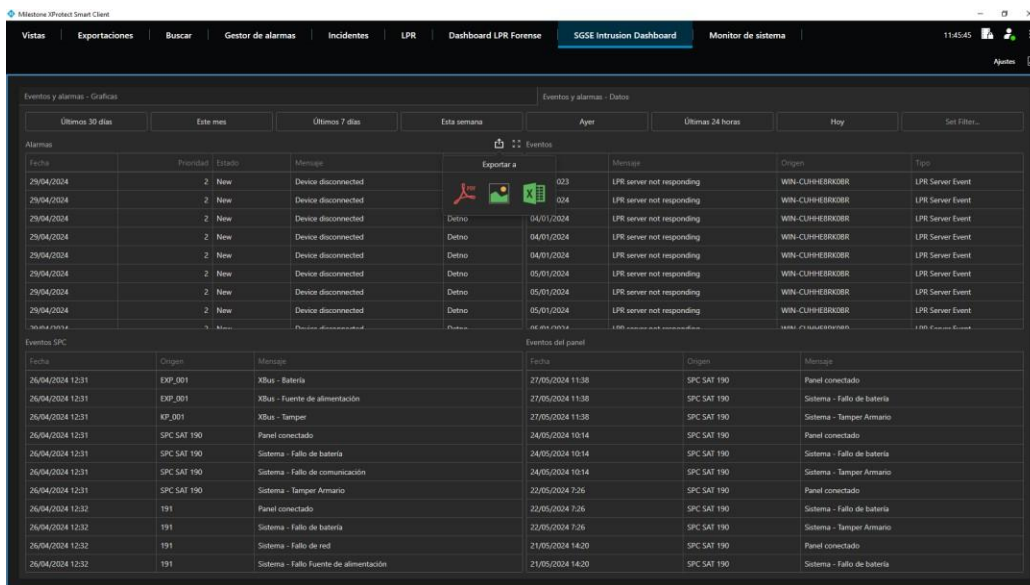 Milestone XProtect Smart Client
Vistas Exportaciones Buscar Gestor de alarmas Incidentes LPR Dashboard LPR Forense SGSE Intrusion Dashboard Monitor de sistema 11:45:45
Ajustes
Eventos y alarmas - Graficas Eventos y alarmas - Datos
Últimos 30 días Este mes Últimos 7 días Esta semana Ayer Últimas 24 horas Hoy Set Filter...
Alarmas Eventos
Fecha Prioridad Estado Mensaje Exportar a Mensaje Origen Tipo
29/04/2024 2 New Device disconnected 023 LPR server not responding WIN-CUHHE8RK0BR LPR Server Event
29/04/2024 2 New Device disconnected 024 LPR server not responding WIN-CUHHE8RK0BR LPR Server Event
29/04/2024 2 New Device disconnected Detno 04/01/2024 LPR server not responding WIN-CUHHE8RK0BR LPR Server Event
29/04/2024 2 New Device disconnected Detno 04/01/2024 LPR server not responding WIN-CUHHE8RK0BR LPR Server Event
29/04/2024 2 New Device disconnected Detno 04/01/2024 LPR server not responding WIN-CUHHE8RK0BR LPR Server Event
29/04/2024 2 New Device disconnected Detno 05/01/2024 LPR server not responding WIN-CUHHE8RK0BR LPR Server Event
29/04/2024 2 New Device disconnected Detno 05/01/2024 LPR server not responding WIN-CUHHE8RK0BR LPR Server Event
29/04/2024 2 New Device disconnected Detno 05/01/2024 LPR server not responding WIN-CUHHE8RK0BR LPR Server Event
Eventos SPC Eventos del panel
Fecha Origen Mensaje Fecha Origen Mensaje
26/04/2024 12:31 EXP_001 XBus - Batería 27/05/2024 11:38 SPC SAT 190 Panel conectado
26/04/2024 12:31 EXP_001 XBus - Fuente de alimentación 27/05/2024 11:38 SPC SAT 190 Sistema - Fallo de batería
26/04/2024 12:31 KP_001 XBus - Tamper 27/05/2024 11:38 SPC SAT 190 Sistema - Tamper Armario
26/04/2024 12:31 SPC SAT 190 Panel conectado 24/05/2024 10:14 SPC SAT 190 Panel conectado
26/04/2024 12:31 SPC SAT 190 Sistema - Fallo de batería 24/05/2024 10:14 SPC SAT 190 Sistema - Fallo de batería
26/04/2024 12:31 SPC SAT 190 Sistema - Fallo de comunicación 24/05/2024 10:14 SPC SAT 190 Sistema - Tamper Armario
26/04/2024 12:31 SPC SAT 190 Sistema - Tamper Armario 22/05/2024 7:26 SPC SAT 190 Panel conectado
26/04/2024 12:32 191 Panel conectado 22/05/2024 7:26 SPC SAT 190 Sistema - Fallo de batería
26/04/2024 12:32 191 Sistema - Fallo de batería 22/05/2024 7:26 SPC SAT 190 Sistema - Tamper Armario
26/04/2024 12:32 191 Sistema - Fallo de red 21/05/2024 14:20 SPC SAT 190 Panel conectado
26/04/2024 12:32 191 Sistema - Fallo Fuente de alimentación 21/05/2024 14:20 SPC SAT 190 Sistema - Fallo de batería